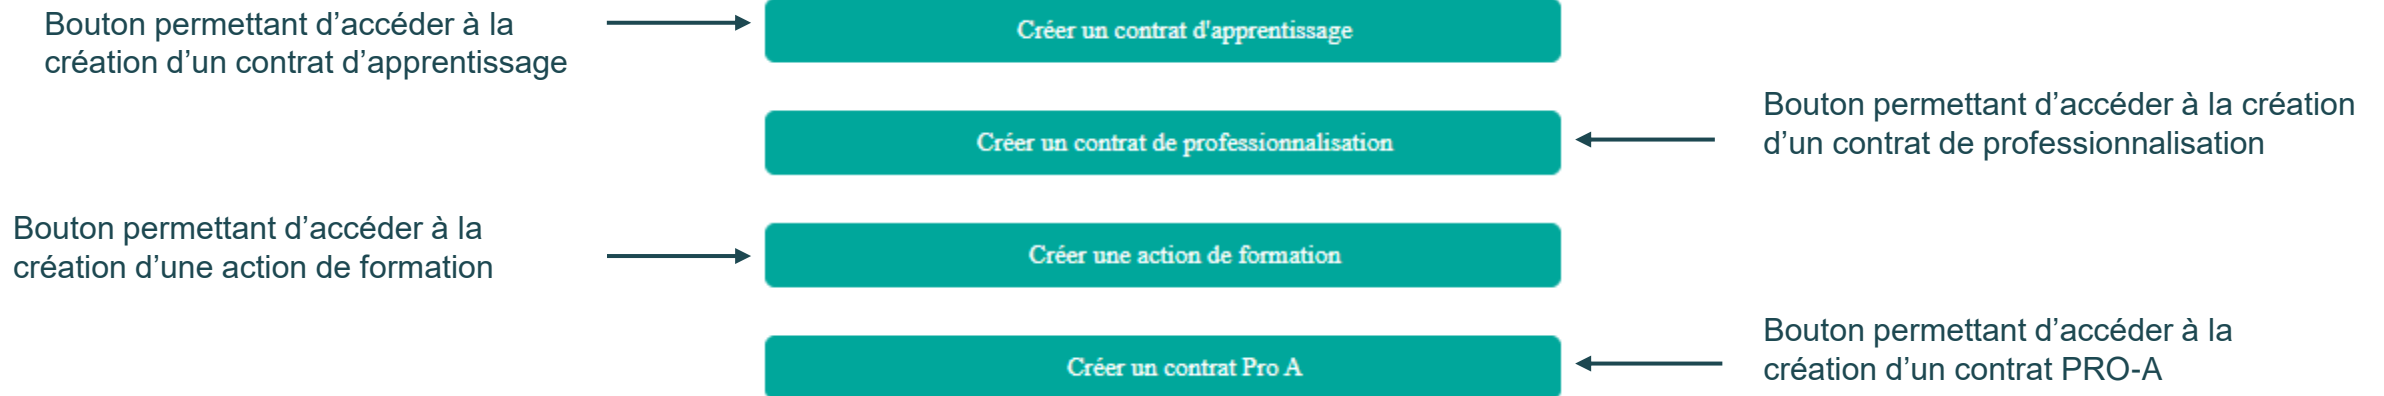 Bouton permettant d’accéder à la
création d’un contrat d’apprentissage
Créer un contrat d'apprentissage
Créer un contrat de professionnalisation
Bouton permettant d’accéder à la création
d’un contrat de professionnalisation
Bouton permettant d’accéder à la
création d’une action de formation
Créer une action de formation
Créer un contrat Pro A
Bouton permettant d’accéder à la
création d’un contrat PRO-A